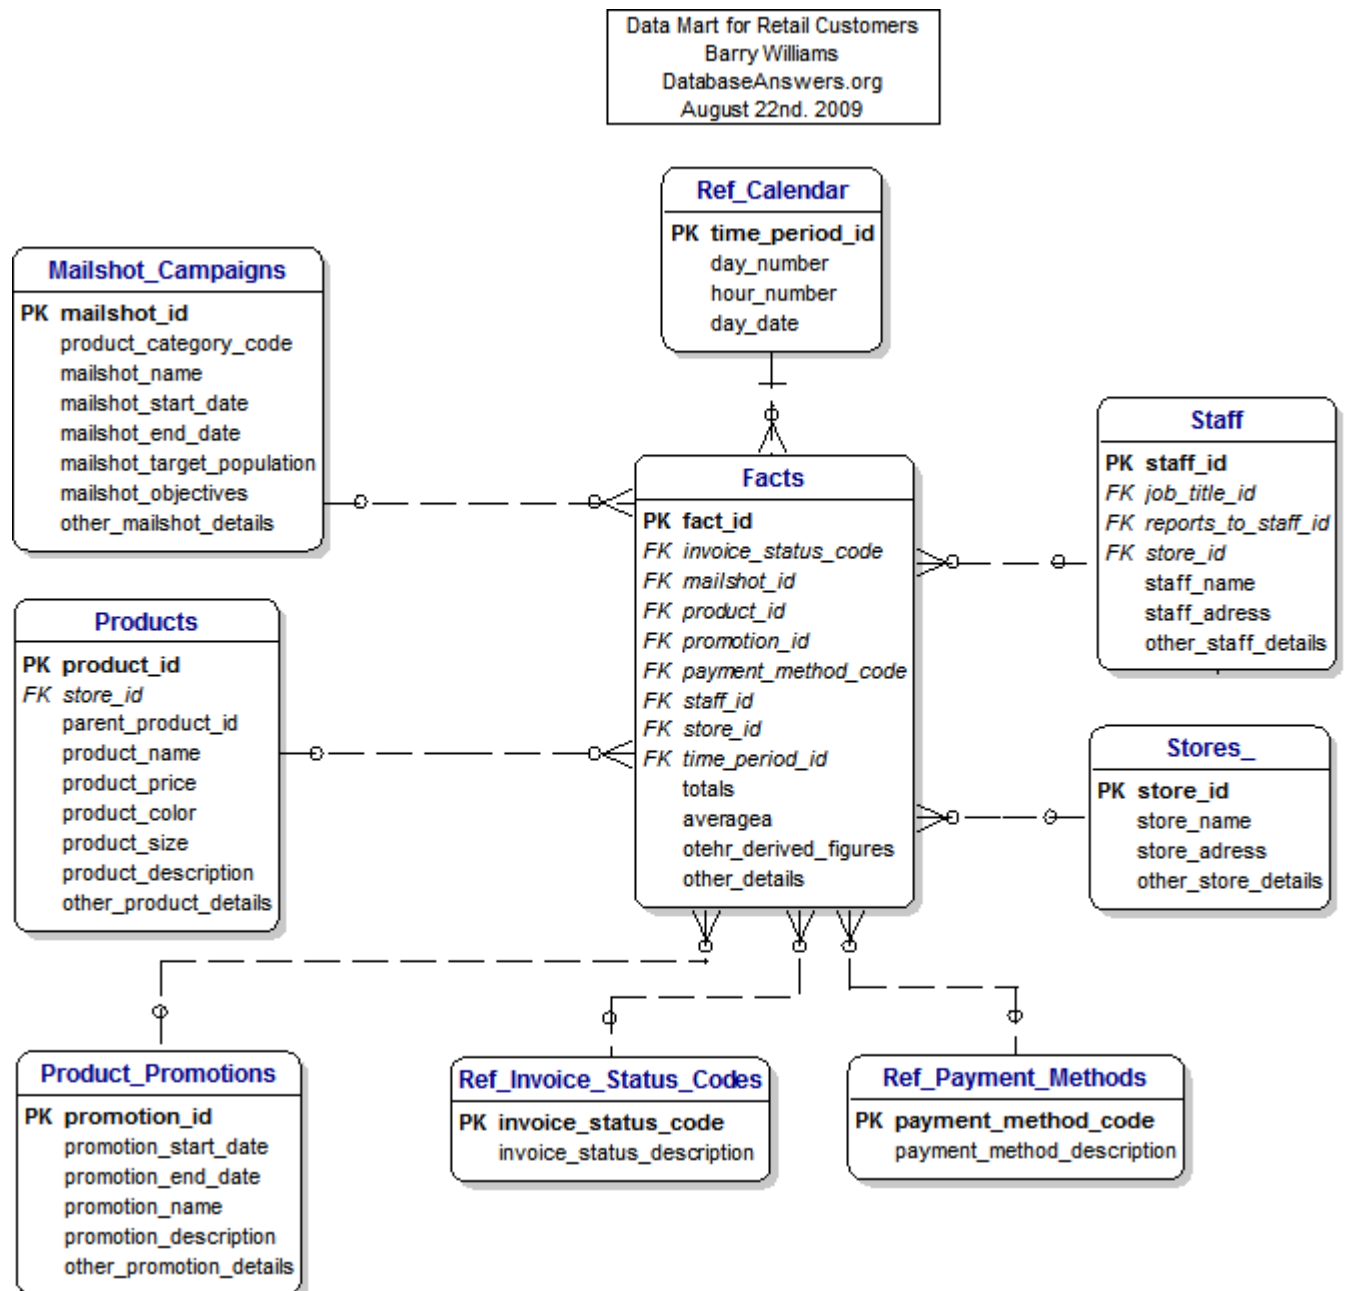 Data Mart for Retail Customers
Barry Williams
DatabaseAnswers.org
August 22nd. 2009
Ref_Calendar
PK time_period_id
day_number
hour_number
day_date
Mailshot_Campaigns
PK mailshot_id
product_category_code
mailshot_name
mailshot_start_date
mailshot_end_date
mailshot_target_population
mailshot_objectives
other_mailshot_details
Staff
PK staff_id
FK job_title_id
FK reports_to_staff_id
FK store_id
staff_name
staff_adress
other_staff_details
Facts
PK fact_id
FK invoice_status_code
FK mailshot_id
FK product_id
FK promotion_id
FK payment_method_code
FK staff_id
FK store_id
FK time_period_id
totals
averagea
otehr_derived_figures
other_details
Products
PK product_id
FK store_id
parent_product_id
product_name
product_price
product_color
product_size
product_description
other_product_details
Stores_
PK store_id
store_name
store_adress
other_store_details
Product_Promotions
PK promotion_id
promotion_start_date
promotion_end_date
promotion_name
promotion_description
other_promotion_details
Ref_Invoice_Status_Codes
PK invoice_status_code
invoice_status_description
Ref_Payment_Methods
PK payment_method_code
payment_method_description